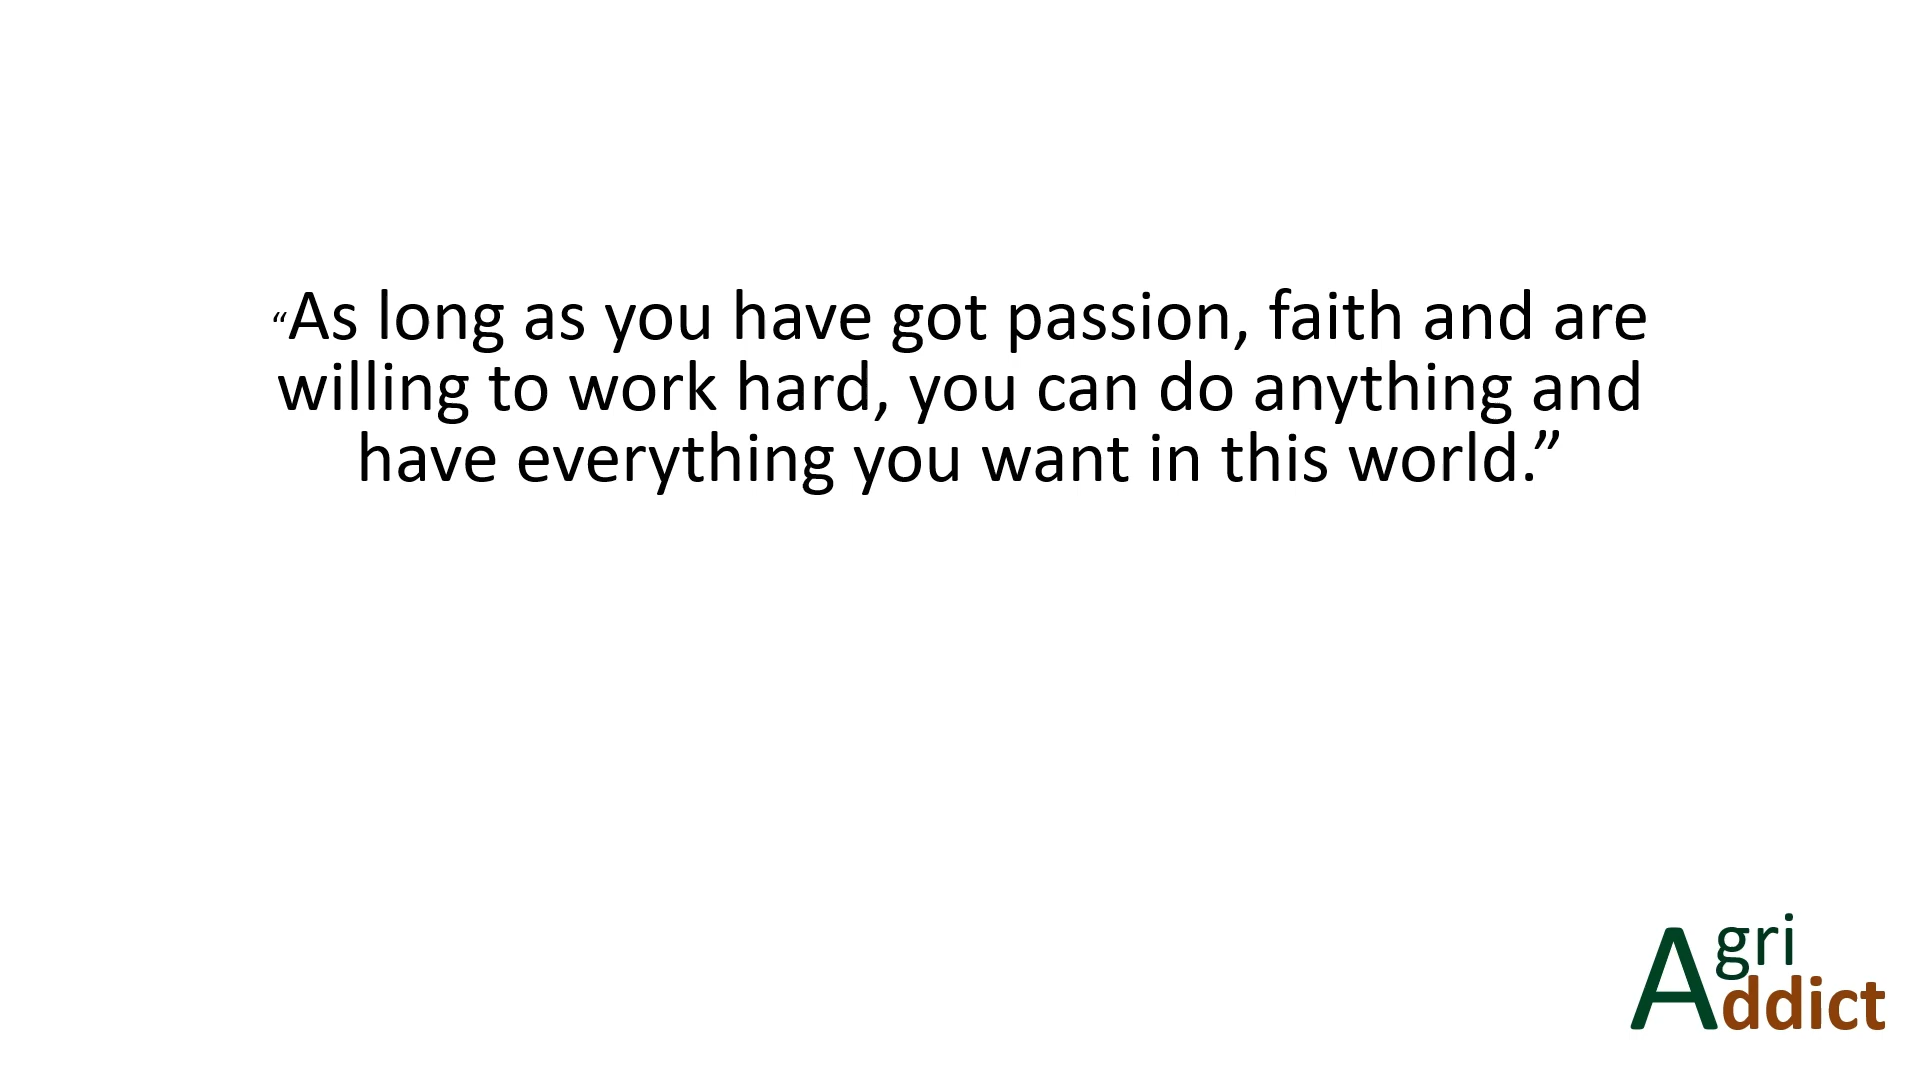 “As long as you have got passion, faith and are
willing to work hard, you can do anything and
have everything you want in this world.”
Agri
Addict